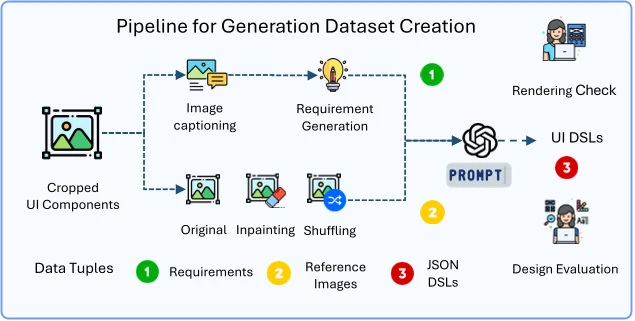 Pipeline for Generation Dataset Creation
Image
captioning
Requirement
Generation
1
Rendering Check
Cropped
UI Components
PROMPT
UI DSLs
3
Original
Inpainting
Shuffling
2
Design Evaluation
Data Tuples
1
Requirements
2
Reference
Images
3
JSON
DSLs